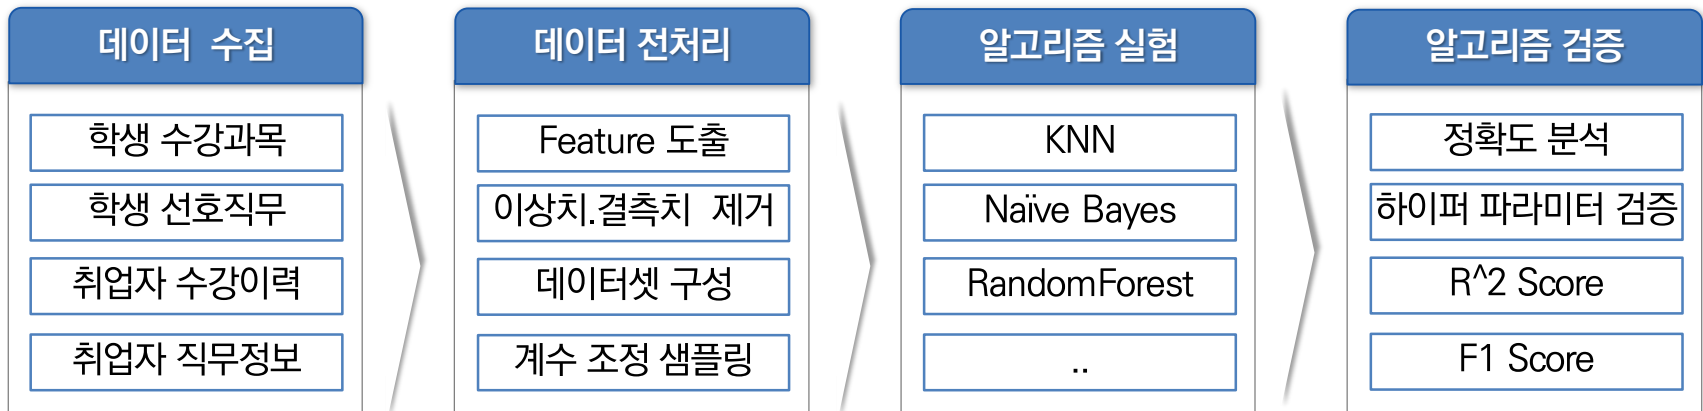 데이터 수집
학생 수강과목
학생 선호직무
취업자 수강이력
취업자 직무정보
데이터 전처리
Feature 도출
이상치.결측치 제거
데이터셋 구성
계수 조정 샘플링
알고리즘 실험
KNN
Naïve Bayes
RandomForest
..
알고리즘 검증
정확도 분석
하이퍼 파라미터 검증
R^2 Score
F1 Score